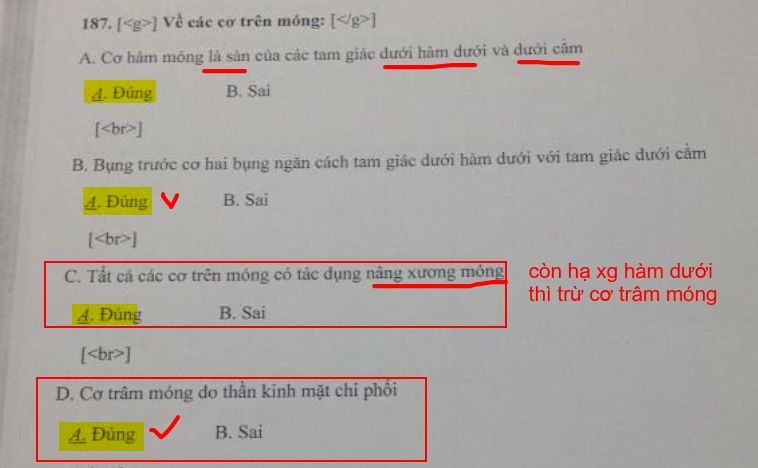 187. [<g>] Về các cơ trên móng: [</g>]
A. Cơ hàm móng là sàn của các tam giác dưới hàm dưới và dưới cằm
A. Đúng B. Sai
[<br>]
B. Bụng trước cơ hai bụng ngăn cách tam giác dưới hàm dưới với tam giác dưới cằm
A. Đúng B. Sai
[<br>]
C. Tất cả các cơ trên móng có tác dụng nâng xương móng
còn hạ xg hàm dưới
thì trừ cơ trâm móng
A. Đúng B. Sai
[<br>]
D. Cơ trâm móng do thần kinh mặt chi phối
A. Đúng B. Sai